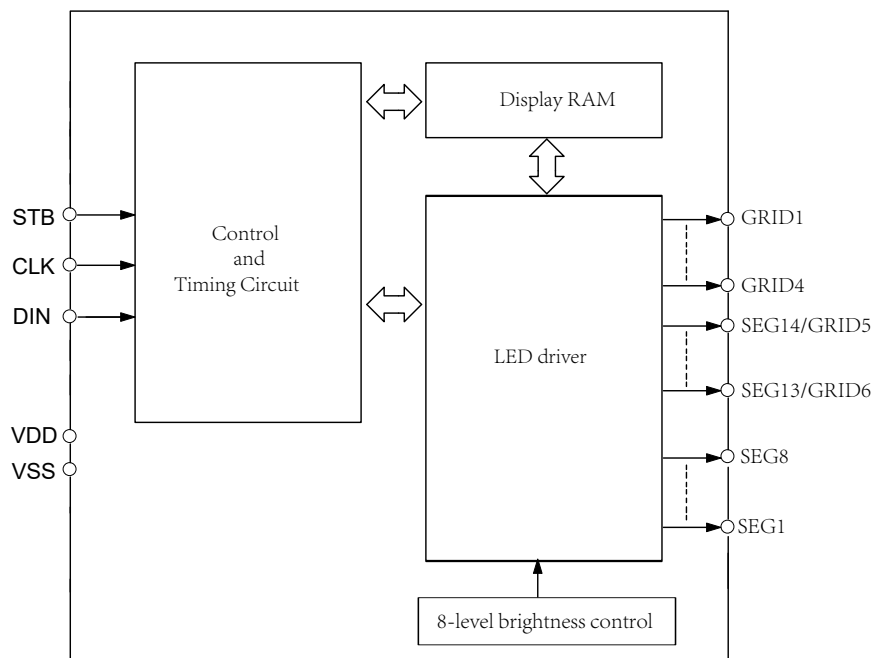 Display RAM
STB
CLK
DIN
VDD
VSS
Control
and
Timing Circuit
LED driver
GRID1
GRID4
SEG14/GRID5
SEG13/GRID6
SEG8
SEG1
8-level brightness control